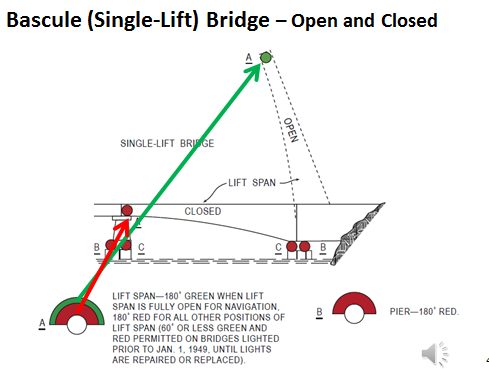 Bascule (Single-Lift) Bridge – Open and Closed
A
SINGLE-LIFT BRIDGE
OPEN
LIFT SPAN
CLOSED
B C C B
A
LIFT SPAN—180° GREEN WHEN LIFT
SPAN IS FULLY OPEN FOR NAVIGATION,
180° RED FOR ALL OTHER POSITIONS OF
LIFT SPAN (60° OR LESS GREEN AND
RED PERMITTED ON BRIDGES LIGHTED
PRIOR TO JAN. 1, 1949, UNTIL LIGHTS
ARE REPAIRED OR REPLACED).
B PIER—180° RED.